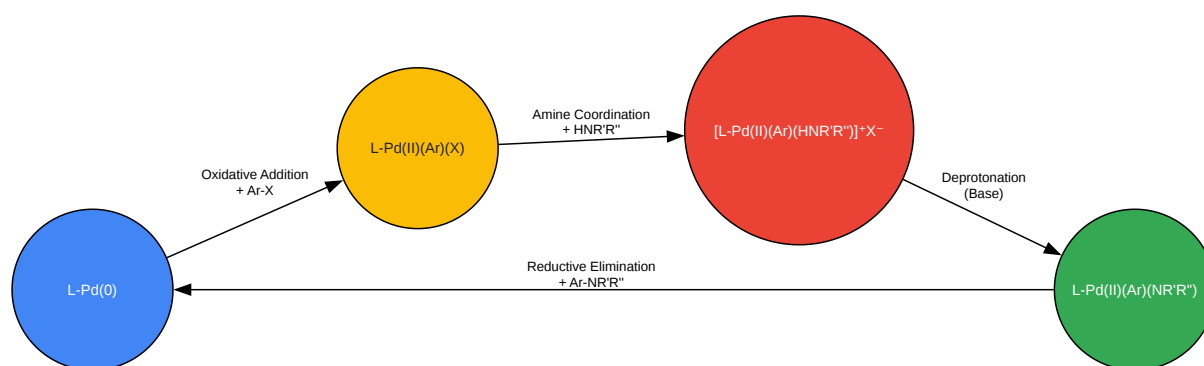 Oxidative Addition
+ Ar-X
Amine Coordination
+ HNR'R"
Deprotonation
(Base)
Reductive Elimination
+ Ar-NR'R"
L-Pd(0)
L-Pd(II)(Ar)(X)
[L-Pd(II)(Ar)(HNR'R")]⁺X⁻
L-Pd(II)(Ar)(NR'R")